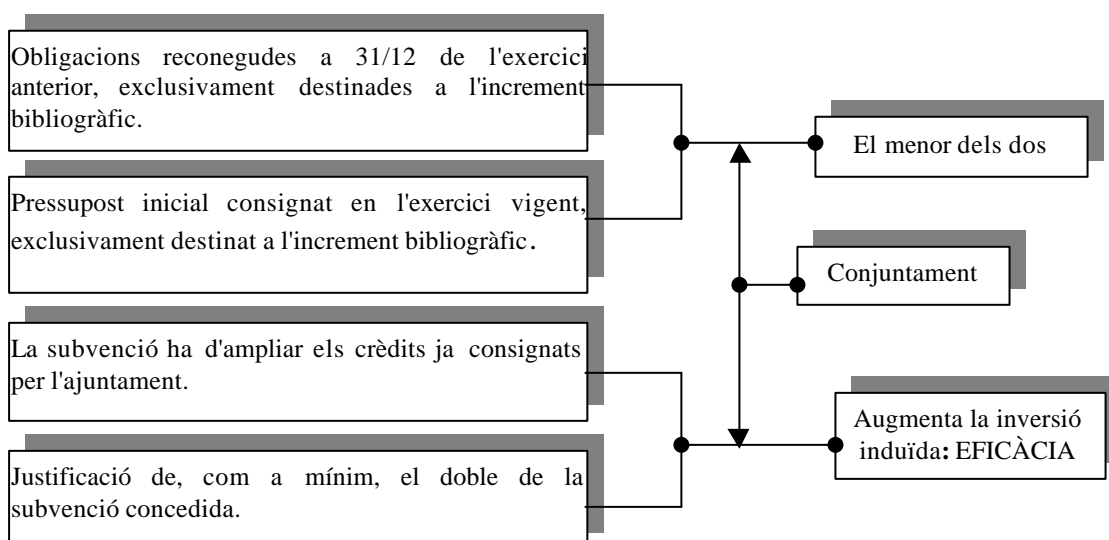 Obligacions reconegudes a 31/12 de l'exercici
anterior, exclusivament destinades a l'increment
bibliogràfic.
El menor dels dos
Pressupost inicial consignat en l'exercici vigent,
exclusivament destinat a l'increment bibliogràfic.
Conjuntament
La subvenció ha d'ampliar els crèdits ja consignats
per l'ajuntament.
Augmenta la inversió
induïda: EFICÀCIA
Justificació de, com a mínim, el doble de la
subvenció concedida.